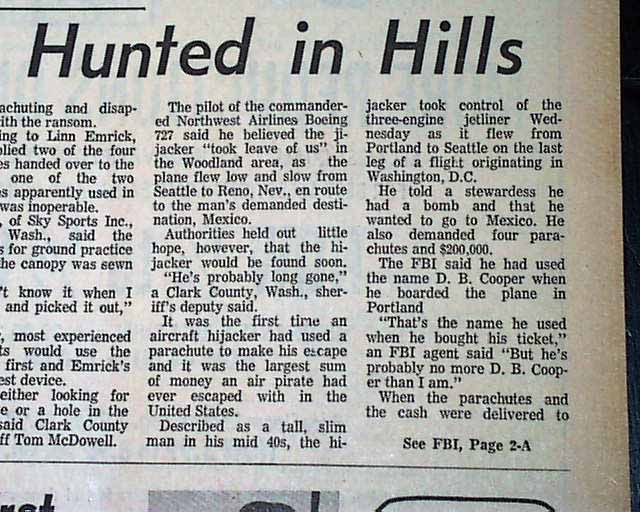 Hunted in Hills
achuting and disap-
ith the ransom.
ing to Linn Emrick,
plied two of the four
es handed over to the
one of the two
s apparently used in
was inoperable.
, of Sky Sports Inc.,
Wash., said the
s for ground practice
he canopy was sewn
't know it when I
and picked it out,"
, most experienced
ts would use the
first and Emrick's
est device.
either looking for
e or a hole in the
said Clark County
ff Tom McDowell.
The pilot of the commander-
ed Northwest Airlines Boeing
727 said he believed the ji-
jacker "took leave of us" in
the Woodland area, as the
plane flew low and slow from
Seattle to Reno, Nev., en route
to the man's demanded desti-
nation, Mexico.
Authorities held out little
hope, however, that the hi-
jacker would be found soon.
"He's probably long gone,"
a Clark County, Wash., sher-
iff's deputy said.
It was the first time an
aircraft hijacker had used a
parachute to make his escape
and it was the largest sum
of money an air pirate had
ever escaped with in the
United States.
Described as a tall, slim
man in his mid 40s, the hi-
jacker took control of the
three-engine jetliner Wed-
nesday as it flew from
Portland to Seattle on the last
leg of a flight originating in
Washington, D.C.
He told a stewardess he
had a bomb and that he
wanted to go to Mexico. He
also demanded four para-
chutes and $200,000.
The FBI said he had used
the name D. B. Cooper when
he boarded the plane in
Portland
"That's the name he used
when he bought his ticket,"
an FBI agent said "But he's
probably no more D. B. Coop-
er than I am."
When the parachutes and
the cash were delivered to
See FBI, Page 2-A